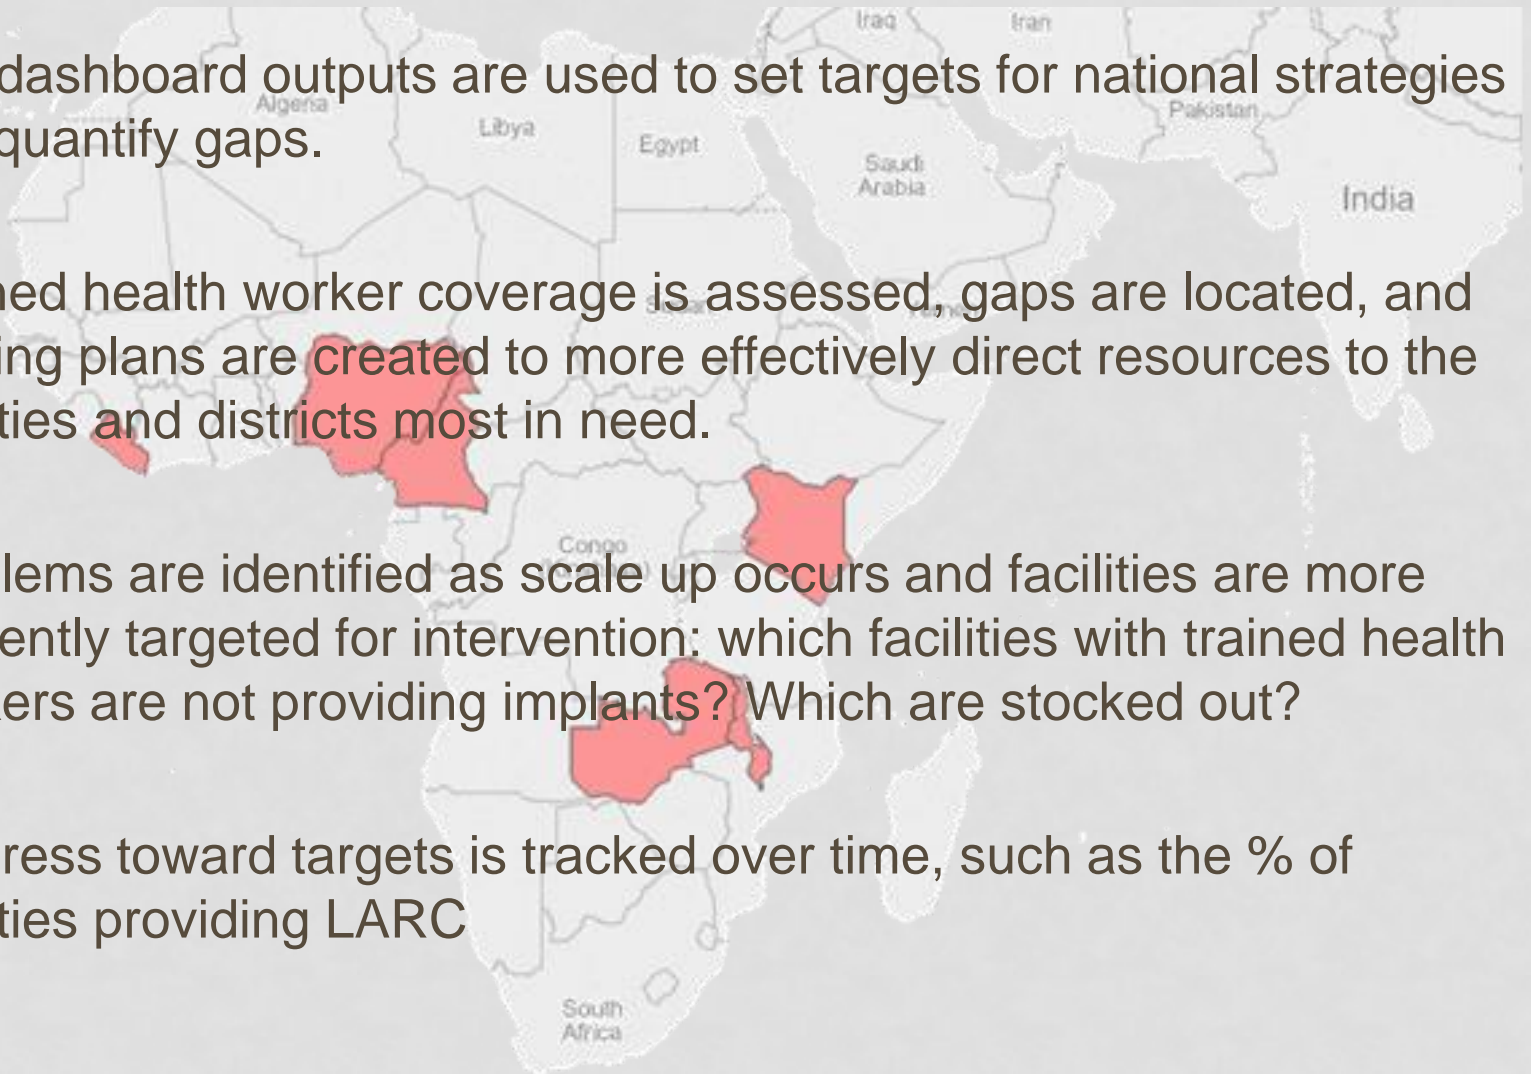 Iraq
Iran
dashboard outputs are used to set targets for national strategies
Algeria
Pakistan
Libya
quantify gaps.
Egypt
Saudi
Arabia
India
ned health worker coverage is assessed, gaps are located, and
ing plans are created to more effectively direct resources to the
ties and districts most in need.
Congo
lems are identified as scale up occurs and facilities are more
ently targeted for intervention: which facilities with trained health
ers are not providing implants? Which are stocked out?
ress toward targets is tracked over time, such as the % of
ties providing LARC
South
Africa